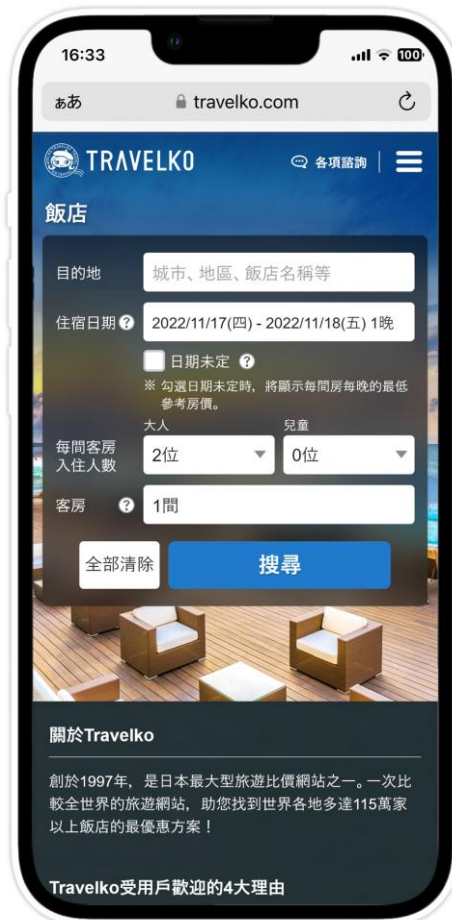 16:33
100
ぁあ
travelko.com
TRAVELKO
各項諮詢
飯店
目的地
城市、地區、飯店名稱等
住宿日期 ?
2022/11/17(四) - 2022/11/18(五) 1晚
日期未定 ?
※ 勾選日期未定時，將顯示每間房每晚的最低
參考房價。
大人
兒童
每間客房
入住人數
2位
0位
客房 ?
1間
全部清除
搜尋
關於Travelko
創於1997年，是日本最大型旅遊比價網站之一。一次比
較全世界的旅遊網站，助您找到世界各地多達115萬家
以上飯店的最優惠方案！
Travelko受用戶歡迎的4大理由